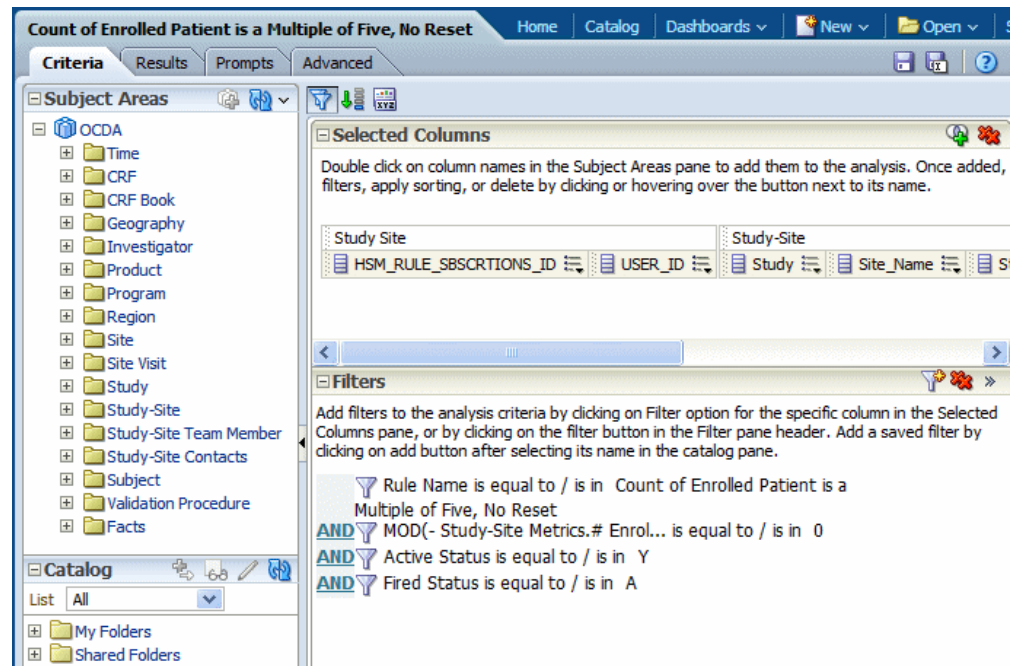 Count of Enrolled Patient is a Multiple of Five, No Reset
Home Catalog Dashboards New Open
Criteria Results Prompts Advanced
Subject Areas
OCDA
Time
CRF
CRF Book
Geography
Investigator
Product
Program
Region
Site
Site Visit
Study
Study-Site
Study-Site Team Member
Study-Site Contacts
Subject
Validation Procedure
Facts
Catalog
List All
My Folders
Shared Folders
Selected Columns
Double click on column names in the Subject Areas pane to add them to the analysis. Once added,
filters, apply sorting, or delete by clicking or hovering over the button next to its name.
Study Site Study-Site
HSM_RULE_SBSCRTIONS_ID USER_ID Study Site_Name
Filters
Add filters to the analysis criteria by clicking on Filter option for the specific column in the Selected
Columns pane, or by clicking on the filter button in the Filter pane header. Add a saved filter by
clicking on add button after selecting its name in the catalog pane.
Rule Name is equal to / is in Count of Enrolled Patient is a
Multiple of Five, No Reset
AND MOD(- Study-Site Metrics.# Enrol... is equal to / is in 0
AND Active Status is equal to / is in Y
AND Fired Status is equal to / is in A